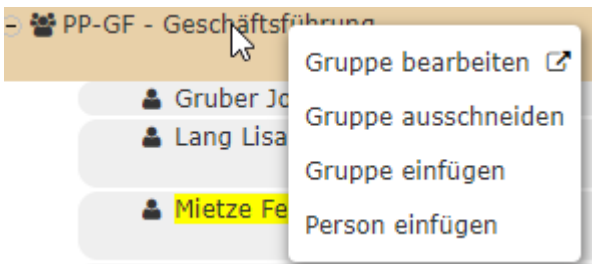 PP-GF - Geschäftsführung
Gruppe bearbeiten
Gruber Jo
Gruppe ausschneiden
Lang Lisa
Gruppe einfügen
Mietze Fe
Person einfügen